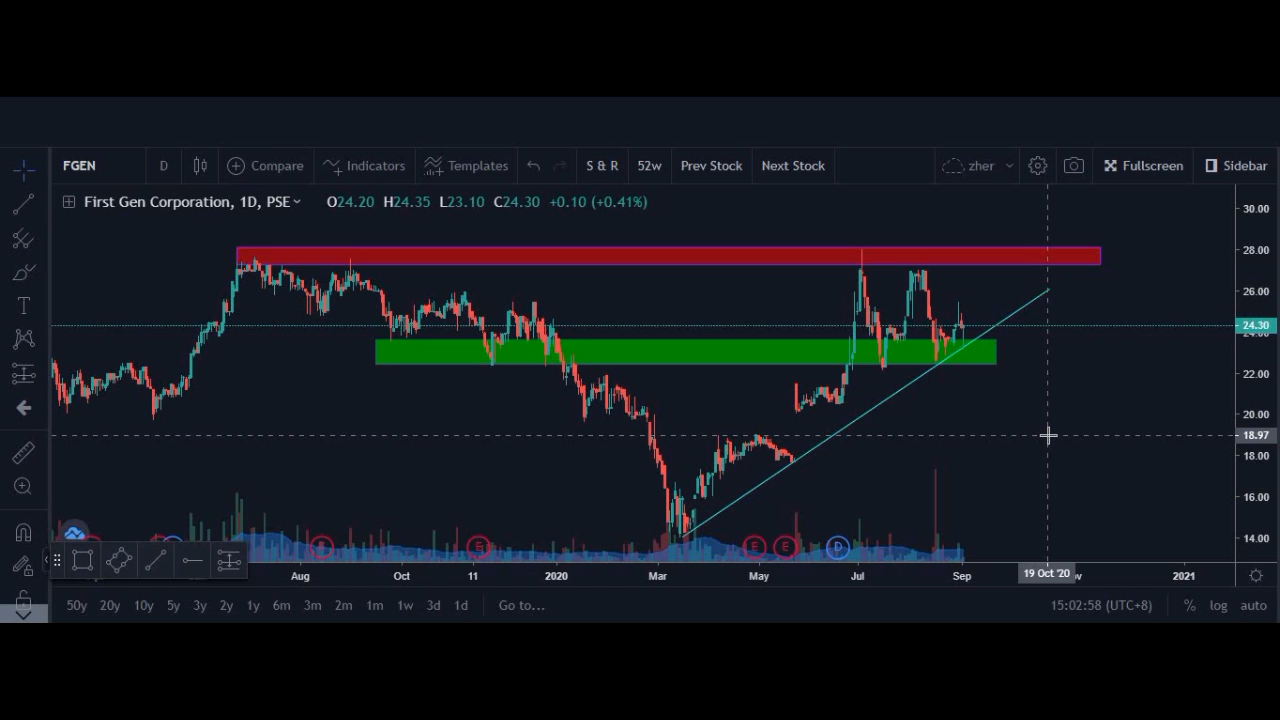 FGEN D Compare Indicators Templates S & R 52w Prev Stock Next Stock zher Fullscreen Sidebar
First Gen Corporation, 1D, PSE O24.20 H24.35 L23.10 C24.30 +0.10 (+0.41%)
30.00
28.00
26.00
24.30
22.00
20.00
18.97
18.00
16.00
14.00
E E E E D
Aug Oct 11 2020 Mar May Jul Sep 19 Oct '20 2021
50y 20y 10y 5y 3y 2y 1y 6m 3m 2m 1m 1w 3d 1d Go to... 15:02:58 (UTC+8) % log auto